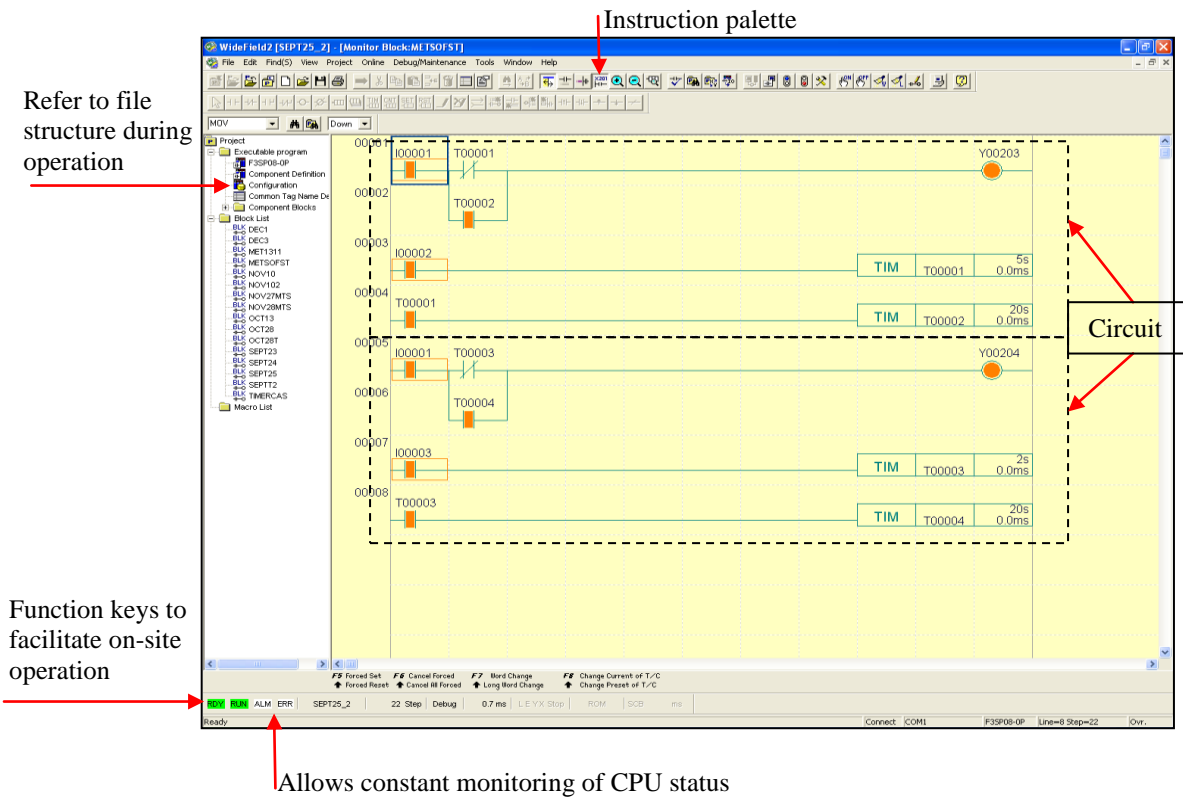 Instruction palette
WideField2 [SEPT25_2] - [Monitor Block:METSOFST]
File Edit Find(S) View Project Online Debug/Maintenance Tools Window Help
MOV
Down
Refer to file
structure during
operation
Project
Executable program
F3SP08-0P
Component Definition
Configuration
Common Tag Name De
Component Blocks
Block List
DEC1
DEC3
MET1311
METSOFST
NOV10
NOV102
NOV27MTS
NOV28MTS
OCT13
OCT28
OCT28T
SEPT23
SEPT24
SEPT25
SEPTT2
TIMERCAS
Macro List
00001
I00001 T00001 Y00203
00002
T00002
00003
I00002
TIM T00001 5s
0.0ms
00004
T00001
TIM T00002 20s
0.0ms
Circuit
00005
I00001 T00003 Y00204
00006
T00004
00007
I00003
TIM T00003 2s
0.0ms
00008
T00003
TIM T00004 20s
0.0ms
Function keys to
facilitate on-site
operation
F5 Forced Set F6 Cancel Forced F7 Word Change F8 Change Current of T/C
Forced Reset Cancel All Forced Long Word Change Change Preset of T/C
RDY RUN ALM ERR SEPT25_2 22 Step Debug 0.7 ms L E Y X Stop ROM SCB ms
Ready Connect COM1 F3SP08-0P Line=8 Step=22 Ovr.
Allows constant monitoring of CPU status